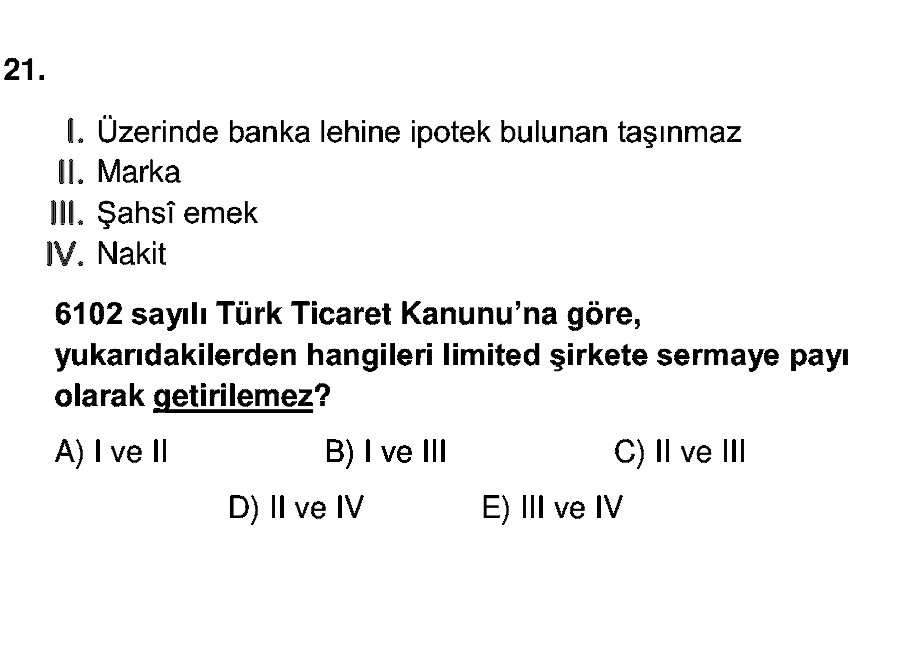 21.
I. Üzerinde banka lehine ipotek bulunan taşınmaz
II. Marka
III. Şahsî emek
IV. Nakit
6102 sayılı Türk Ticaret Kanunu’na göre,
yukarıdakilerden hangileri limited şirkete sermaye payı
olarak getirilemez?
A) I ve II B) I ve III C) II ve III
D) II ve IV E) III ve IV